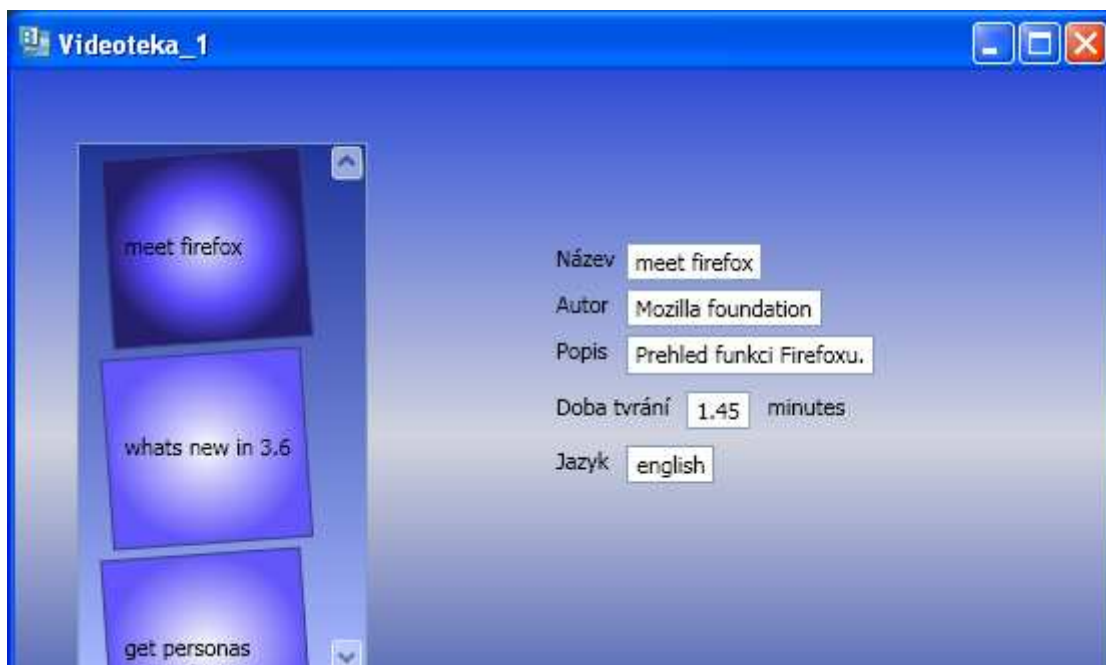 Videoteka_1
meet firefox
whats new in 3.6
get personas
Název meet firefox
Autor Mozilla foundation
Popis Prehled funkci Firefoxu.
Doba tvrání 1.45 minutes
Jazyk english